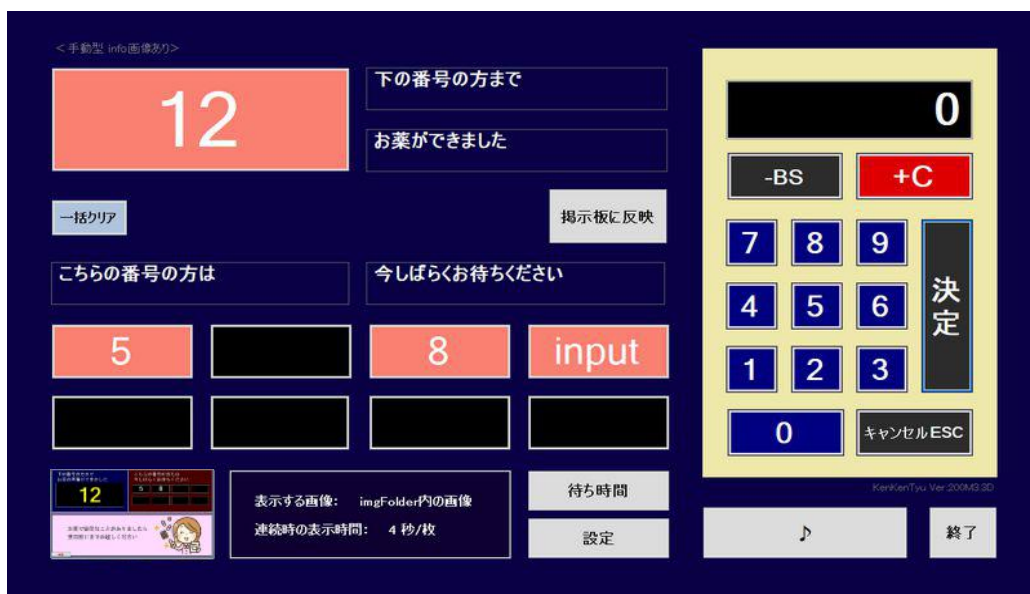 <手動型 info画像あり>
12
下の番号の方まで
お薬ができました
一括クリア
掲示板に反映
こちらの番号の方は
今しばらくお待ちください
5
8
input
12
5 8
表示する画像: imgFolder内の画像
連続時の表示時間: 4 秒/枚
待ち時間
設定
0
-BS
+C
7
8
9
4
5
6
1
2
3
決定
0
キャンセルESC
KenKenTyu Ver.200M3.3D
♪
終了